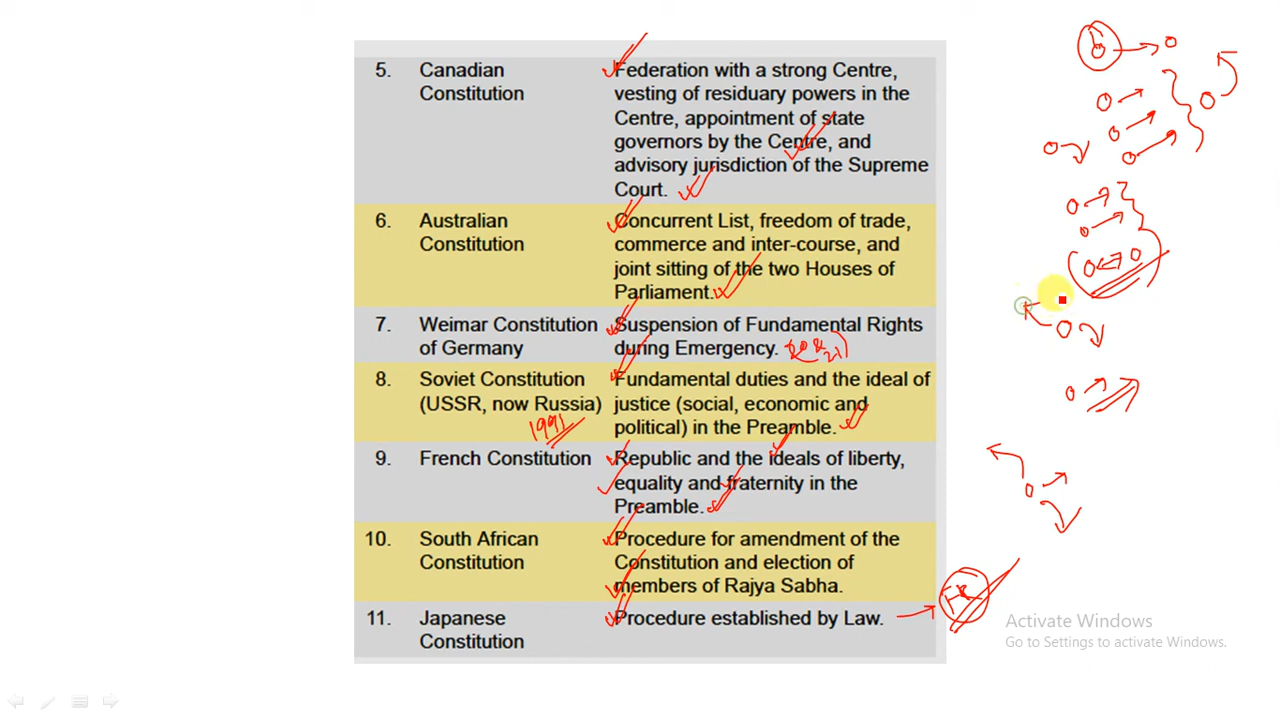 5. Canadian Federation with a strong Centre,
Constitution vesting of residuary powers in the
Centre, appointment of state
governors by the Centre, and
advisory jurisdiction of the Supreme
Court.
6. Australian Concurrent List, freedom of trade,
Constitution commerce and inter-course, and
joint sitting of the two Houses of
Parliament.
7. Weimar Constitution Suspension of Fundamental Rights
of Germany during Emergency. (20 & 21)
8. Soviet Constitution Fundamental duties and the ideal of
(USSR, now Russia) justice (social, economic and
1991 political) in the Preamble.
9. French Constitution Republic and the ideals of liberty,
equality and fraternity in the
Preamble.
10. South African Procedure for amendment of the
Constitution Constitution and election of
members of Rajya Sabha.
11. Japanese Procedure established by Law.
Constitution
Activate Windows
Go to Settings to activate Windows.